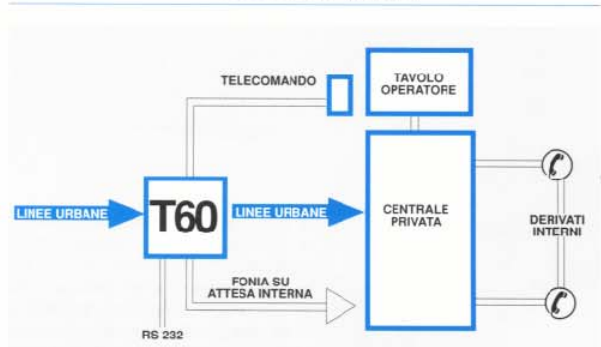 TELECOMANDO
TAVOLO
OPERATORE
LINEE URBANE
T60
LINEE URBANE
CENTRALE
PRIVATA
DERIVATI
INTERNI
FONIA SU
ATTESA INTERNA
RS 232